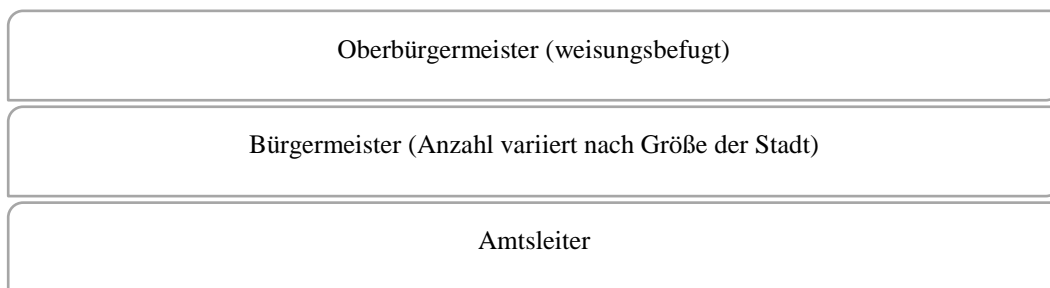 Oberbürgermeister (weisungsbefugt)
Bürgermeister (Anzahl variiert nach Größe der Stadt)
Amtsleiter